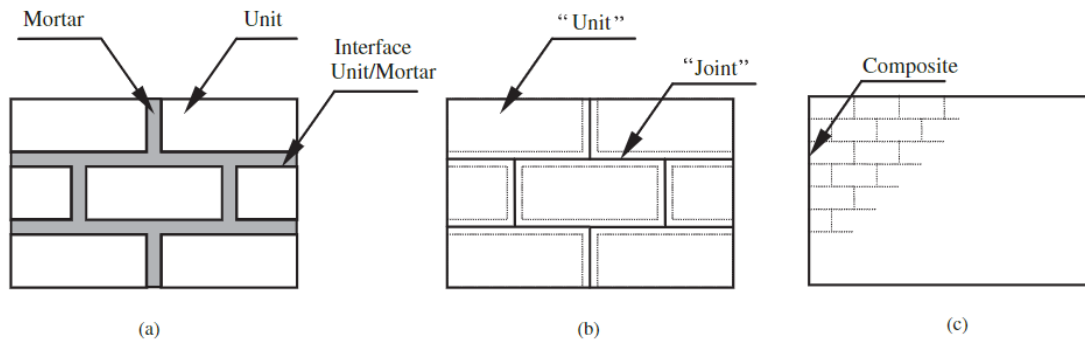 Mortar
Unit
Interface
Unit/Mortar
“Unit”
“Joint”
Composite
(a)
(b)
(c)